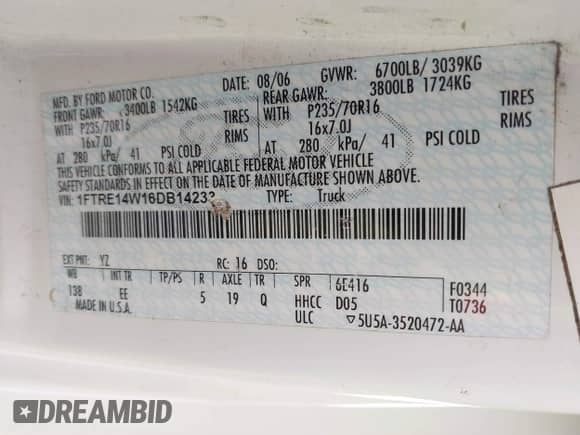 MFD. BY FORD MOTOR CO. DATE: 08/06 GVWR: 6700LB/ 3039KG
FRONT GAWR: 3400LB 1542KG REAR GAWR: 3800LB 1724KG
WITH P235/70R16 TIRES WITH P235/70R16 TIRES
16x7.0J RIMS 16x7.0J RIMS
AT 280 kPa/ 41 PSI COLD AT 280 kPa/ 41 PSI COLD
THIS VEHICLE CONFORMS TO ALL APPLICABLE FEDERAL MOTOR VEHICLE
SAFETY STANDARDS IN EFFECT ON THE DATE OF MANUFACTURE SHOWN ABOVE.
VIN: 1FTRE14W16DB14233 TYPE: Truck
EXT PNT: YZ RC: 16 DSO:
WB INT TR TP/PS R AXLE TR SPR 6E416 F0344
138 EE 5 19 Q HHCC D05 T0736
MADE IN U.S.A. ULC ▽5U5A-3520472-AA
DREAMBID